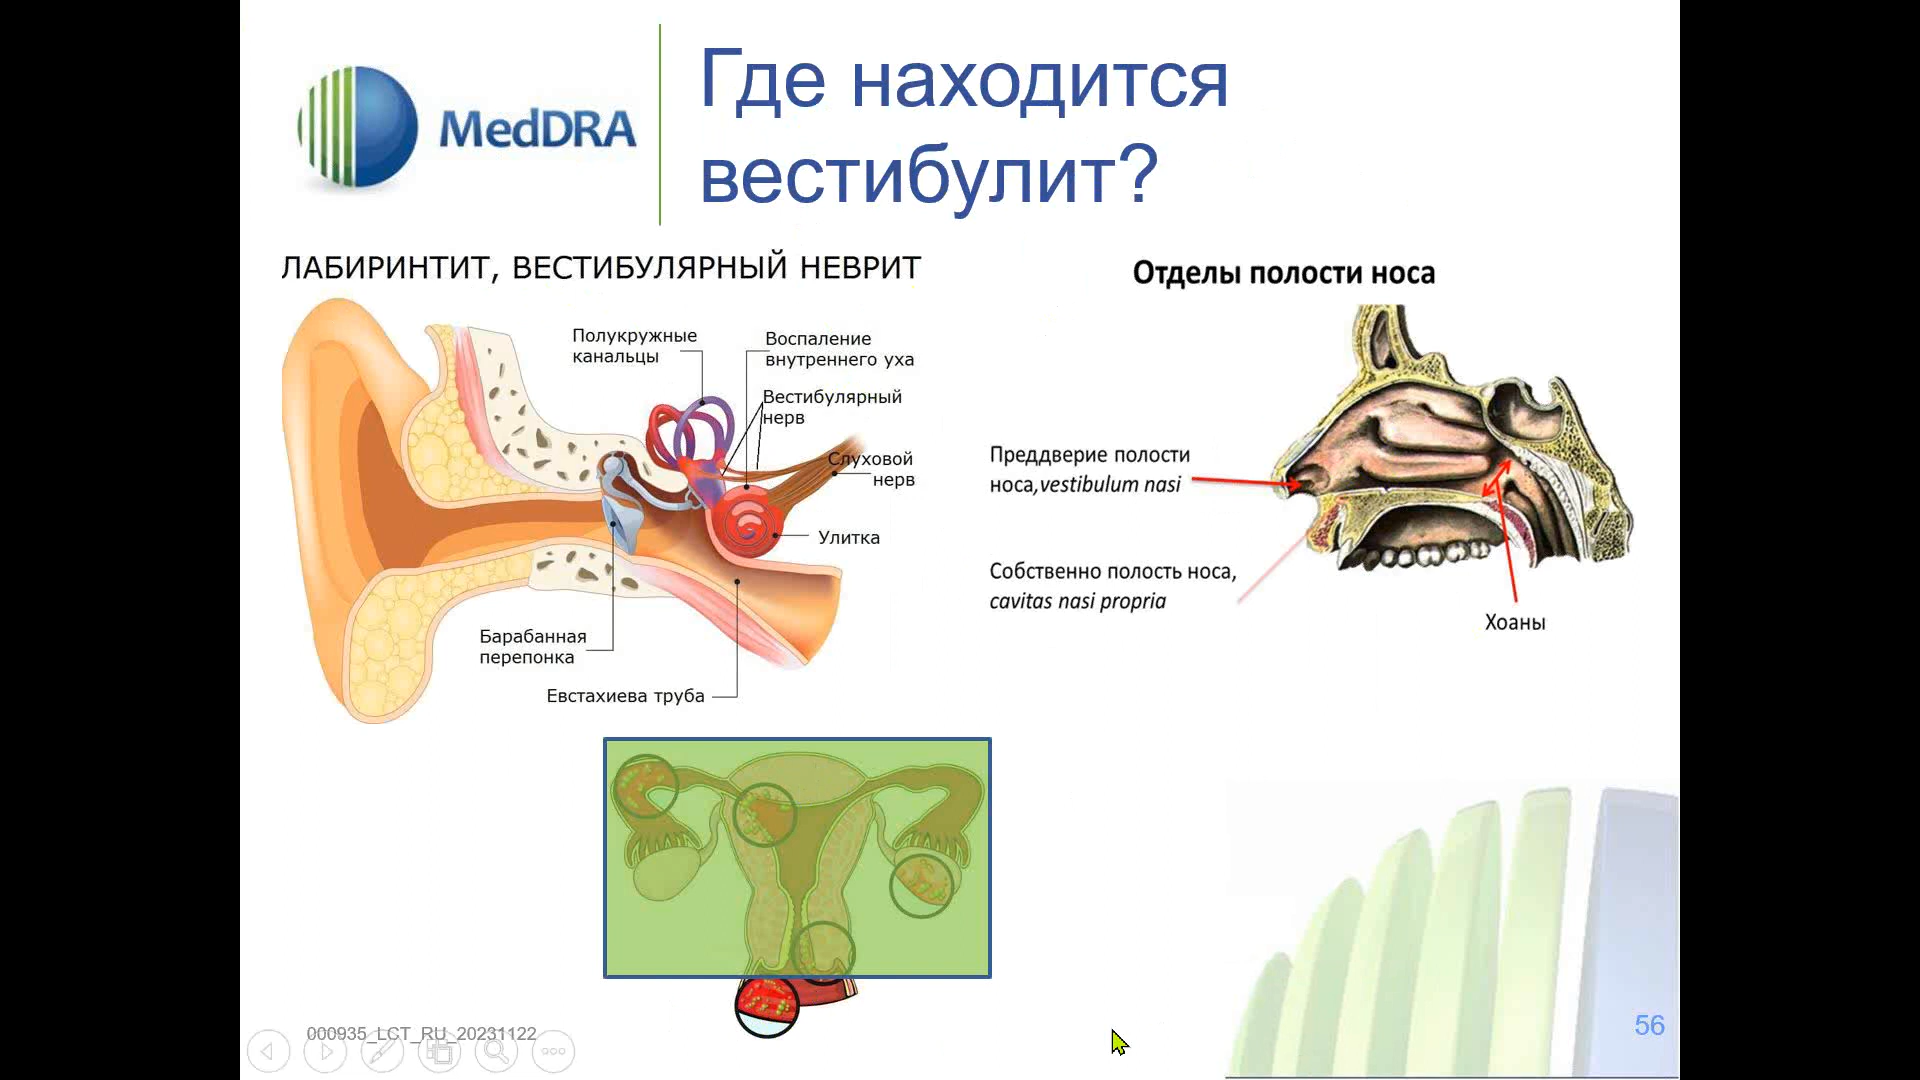 MedDRA
Где находится
вестибулит?
ЛАБИРИНТИТ, ВЕСТИБУЛЯРНЫЙ НЕВРИТ
Полукружные
канальцы
Воспаление
внутреннего уха
Вестибулярный
нерв
Слуховой
нерв
Улитка
Барабанная
перепонка
Евстахиева труба
Отделы полости носа
Преддверие полости
носа,vestibulum nasi
Собственно полость носа,
cavitas nasi propria
Хоаны
000935_LCT_RU_20231122
56